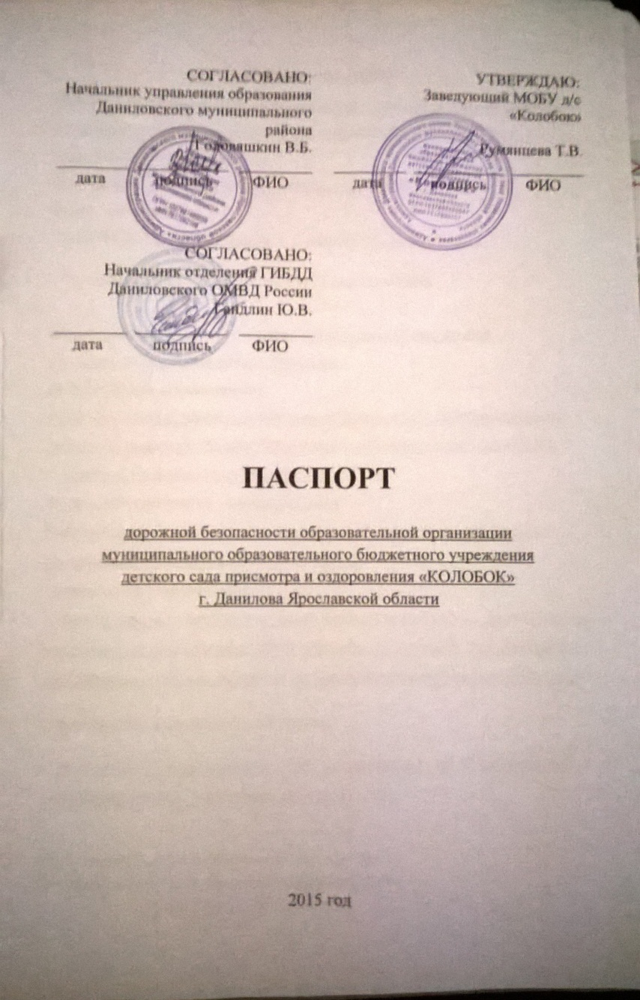 СОГЛАСОВАНО:
Начальник управления образования
Даниловского муниципального
района
Головяшкин В.Б.
дата подпись ФИО
УТВЕРЖДАЮ:
Заведующий МОБУ д/с
«Колобок»
Румянцева Т.В.
дата подпись ФИО
СОГЛАСОВАНО:
Начальник отделения ГИБДД
Даниловского ОМВД России
Ю.В.
дата подпись ФИО
ПАСПОРТ
дорожной безопасности образовательной организации
муниципального образовательного бюджетного учреждения
детского сада присмотра и оздоровления «КОЛОБОК»
г. Данилова Ярославской области
2015 год